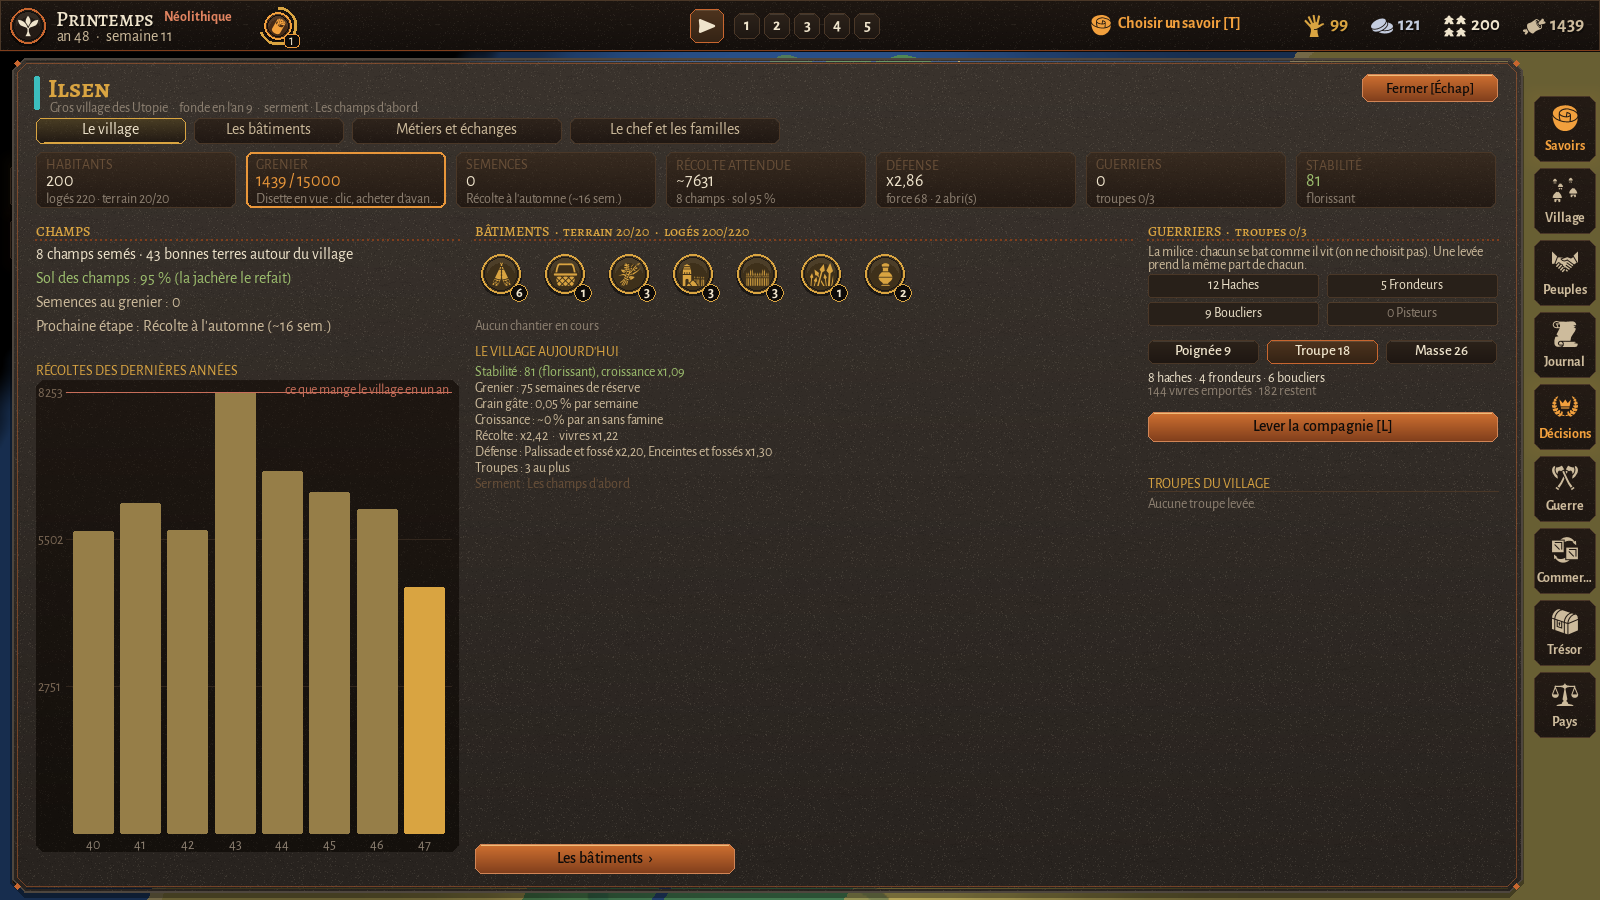 Printemps Néolithique
an 48 · semaine 11
1
1 2 3 4 5
Choisir un savoir [T]
99
121
200
1439
Ilsen
Gros village des Utopie · fonde en l'an 9 · serment : Les champs d'abord
Fermer [Échap]
Le village
Les bâtiments
Métiers et échanges
Le chef et les familles
HABITANTS
200
logés 220 · terrain 20/20
GRENIER
1439 / 15000
Disette en vue : clic, acheter d'avan...
SEMENCES
0
Récolte à l'automne (~16 sem.)
RÉCOLTE ATTENDUE
~7631
8 champs · sol 95 %
DÉFENSE
x2,86
force 68 · 2 abri(s)
GUERRIERS
0
troupes 0/3
STABILITÉ
81
florissant
CHAMPS
8 champs semés · 43 bonnes terres autour du village
Sol des champs : 95 % (la jachère le refait)
Semences au grenier : 0
Prochaine étape : Récolte à l'automne (~16 sem.)
RÉCOLTES DES DERNIÈRES ANNÉES
ce que mange le village en un an
8253
5502
2751
40 41 42 43 44 45 46 47
BÂTIMENTS · TERRAIN 20/20 · LOGÉS 200/220
6 1 3 3 3 1 2
Aucun chantier en cours
LE VILLAGE AUJOURD'HUI
Stabilité : 81 (florissant), croissance x1,09
Grenier : 75 semaines de réserve
Grain gâte : 0,05 % par semaine
Croissance : ~0 % par an sans famine
Récolte : x2,42 · vivres x1,22
Défense : Palissade et fossé x2,20, Enceintes et fossés x1,30
Troupes : 3 au plus
Serment : Les champs d'abord
Les bâtiments ›
GUERRIERS · TROUPES 0/3
La milice : chacun se bat comme il vit (on ne choisit pas). Une levée
prend la même part de chacun.
12 Haches
5 Frondeurs
9 Boucliers
0 Pisteurs
Poignée 9
Troupe 18
Masse 26
8 haches · 4 frondeurs · 6 boucliers
144 vivres emportés · 182 restent
Lever la compagnie [L]
TROUPES DU VILLAGE
Aucune troupe levée.
Savoirs
Village
Peuples
Journal
Décisions
Guerre
Commer...
Trésor
Pays